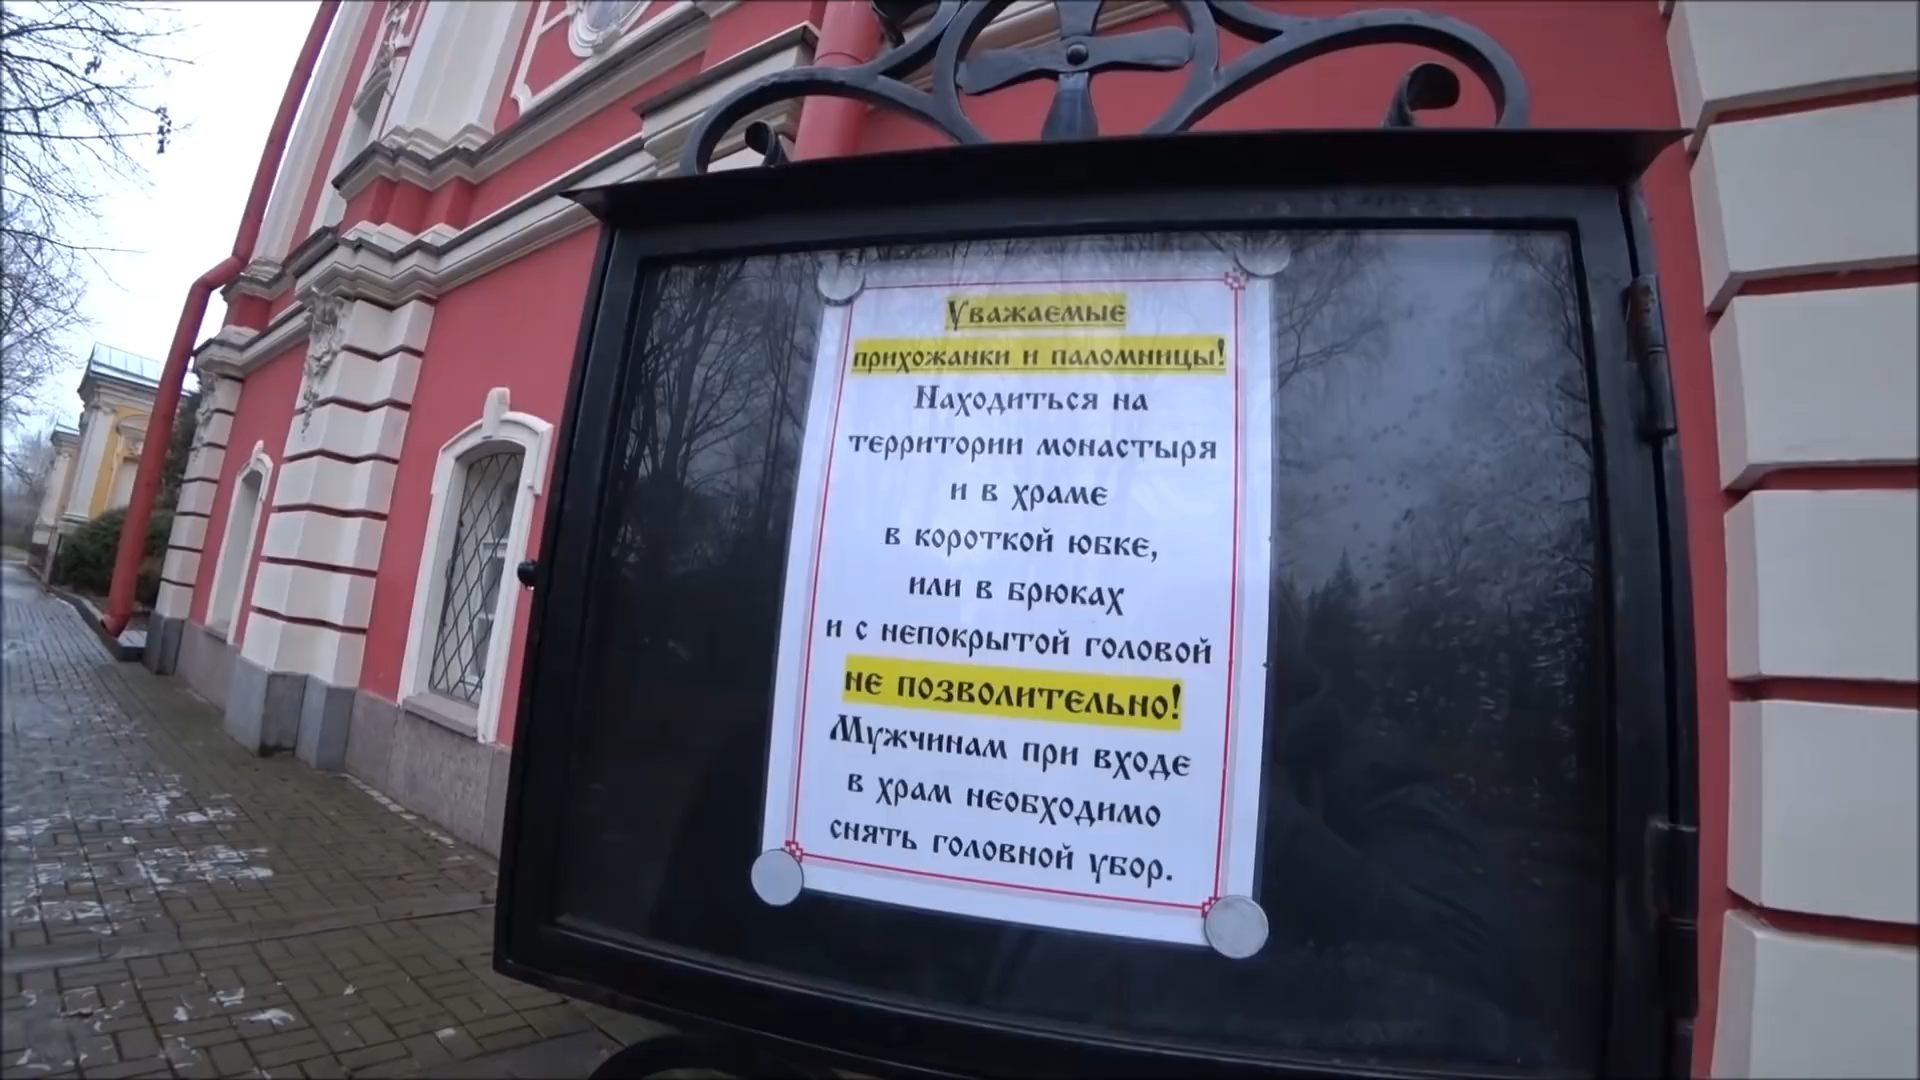 Уважаемые
прихожанки и паломницы!
Находиться на
территории монастыря
и в храме
в короткой юбке,
или в брюках
и с непокрытой головой
не позволительно!
Мужчинам при входе
в храм необходимо
снять головной убор.